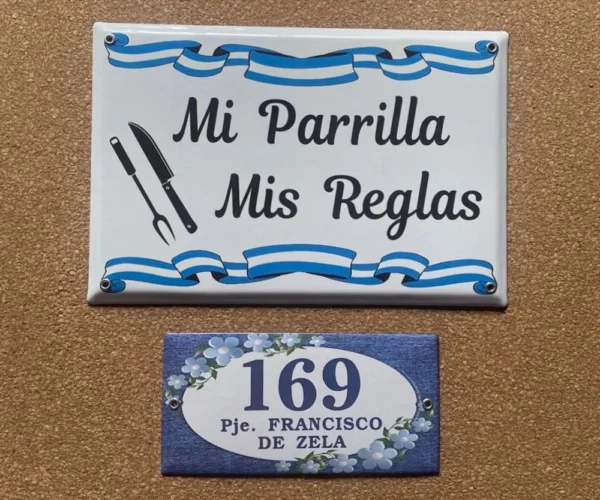 Mi Parrilla
Mis Reglas
169
Pje. FRANCISCO
DE ZELA